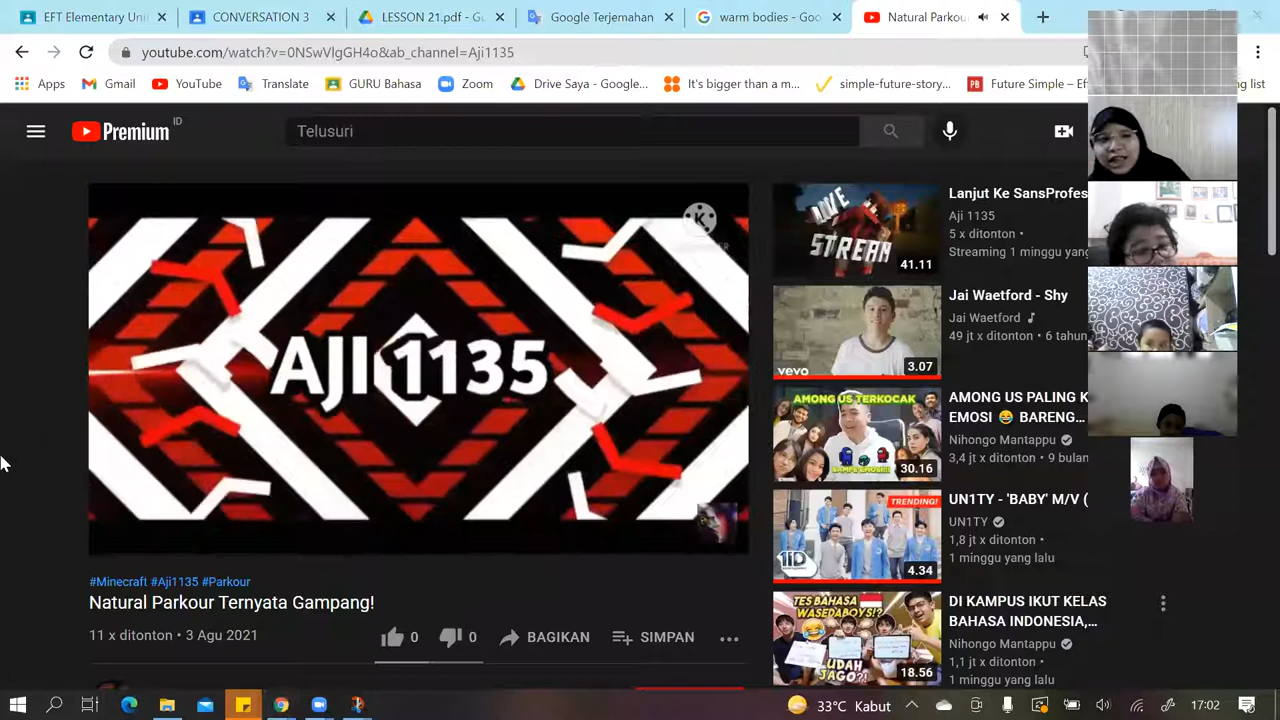 EFT Elementary Uni
CONVERSATION 3
LESSON 21.pdf - G
Google Terjemahan
warm bodies - Goo
Natural Parkou
youtube.com/watch?v=0NSwVlgGH4o&ab_channel=Aji1135
Apps
Gmail
YouTube
Translate
GURU Bahasa
Zoom
Drive Saya - Google...
It's bigger than a m...
simple-future-story...
Future Simple – Ef
g list
Premium ID
Telusuri
AJI 1135
#Minecraft #Aji1135 #Parkour
Natural Parkour Ternyata Gampang!
11 x ditonton • 3 Agu 2021
0
0
BAGIKAN
SIMPAN
LIVE
STREAM
41.11
Lanjut Ke SansProfes
Aji 1135
5 x ditonton •
Streaming 1 minggu yang
vevo
3.07
Jai Waetford - Shy
Jai Waetford
49 jt x ditonton • 6 tahun
AMONG US TERKOCAK
30.16
AMONG US PALING K
EMOSI 😂 BARENG...
Nihongo Mantappu
3,4 jt x ditonton • 9 bulan
TRENDING!
4.34
UN1TY - 'BABY' M/V (
UN1TY
1,8 jt x ditonton •
1 minggu yang lalu
TES BAHASA
WASEDABOYS!?
UDAH
JAGO?!
18.56
DI KAMPUS IKUT KELAS
BAHASA INDONESIA,...
Nihongo Mantappu
1,1 jt x ditonton •
1 minggu yang lalu
33°C Kabut
17:02